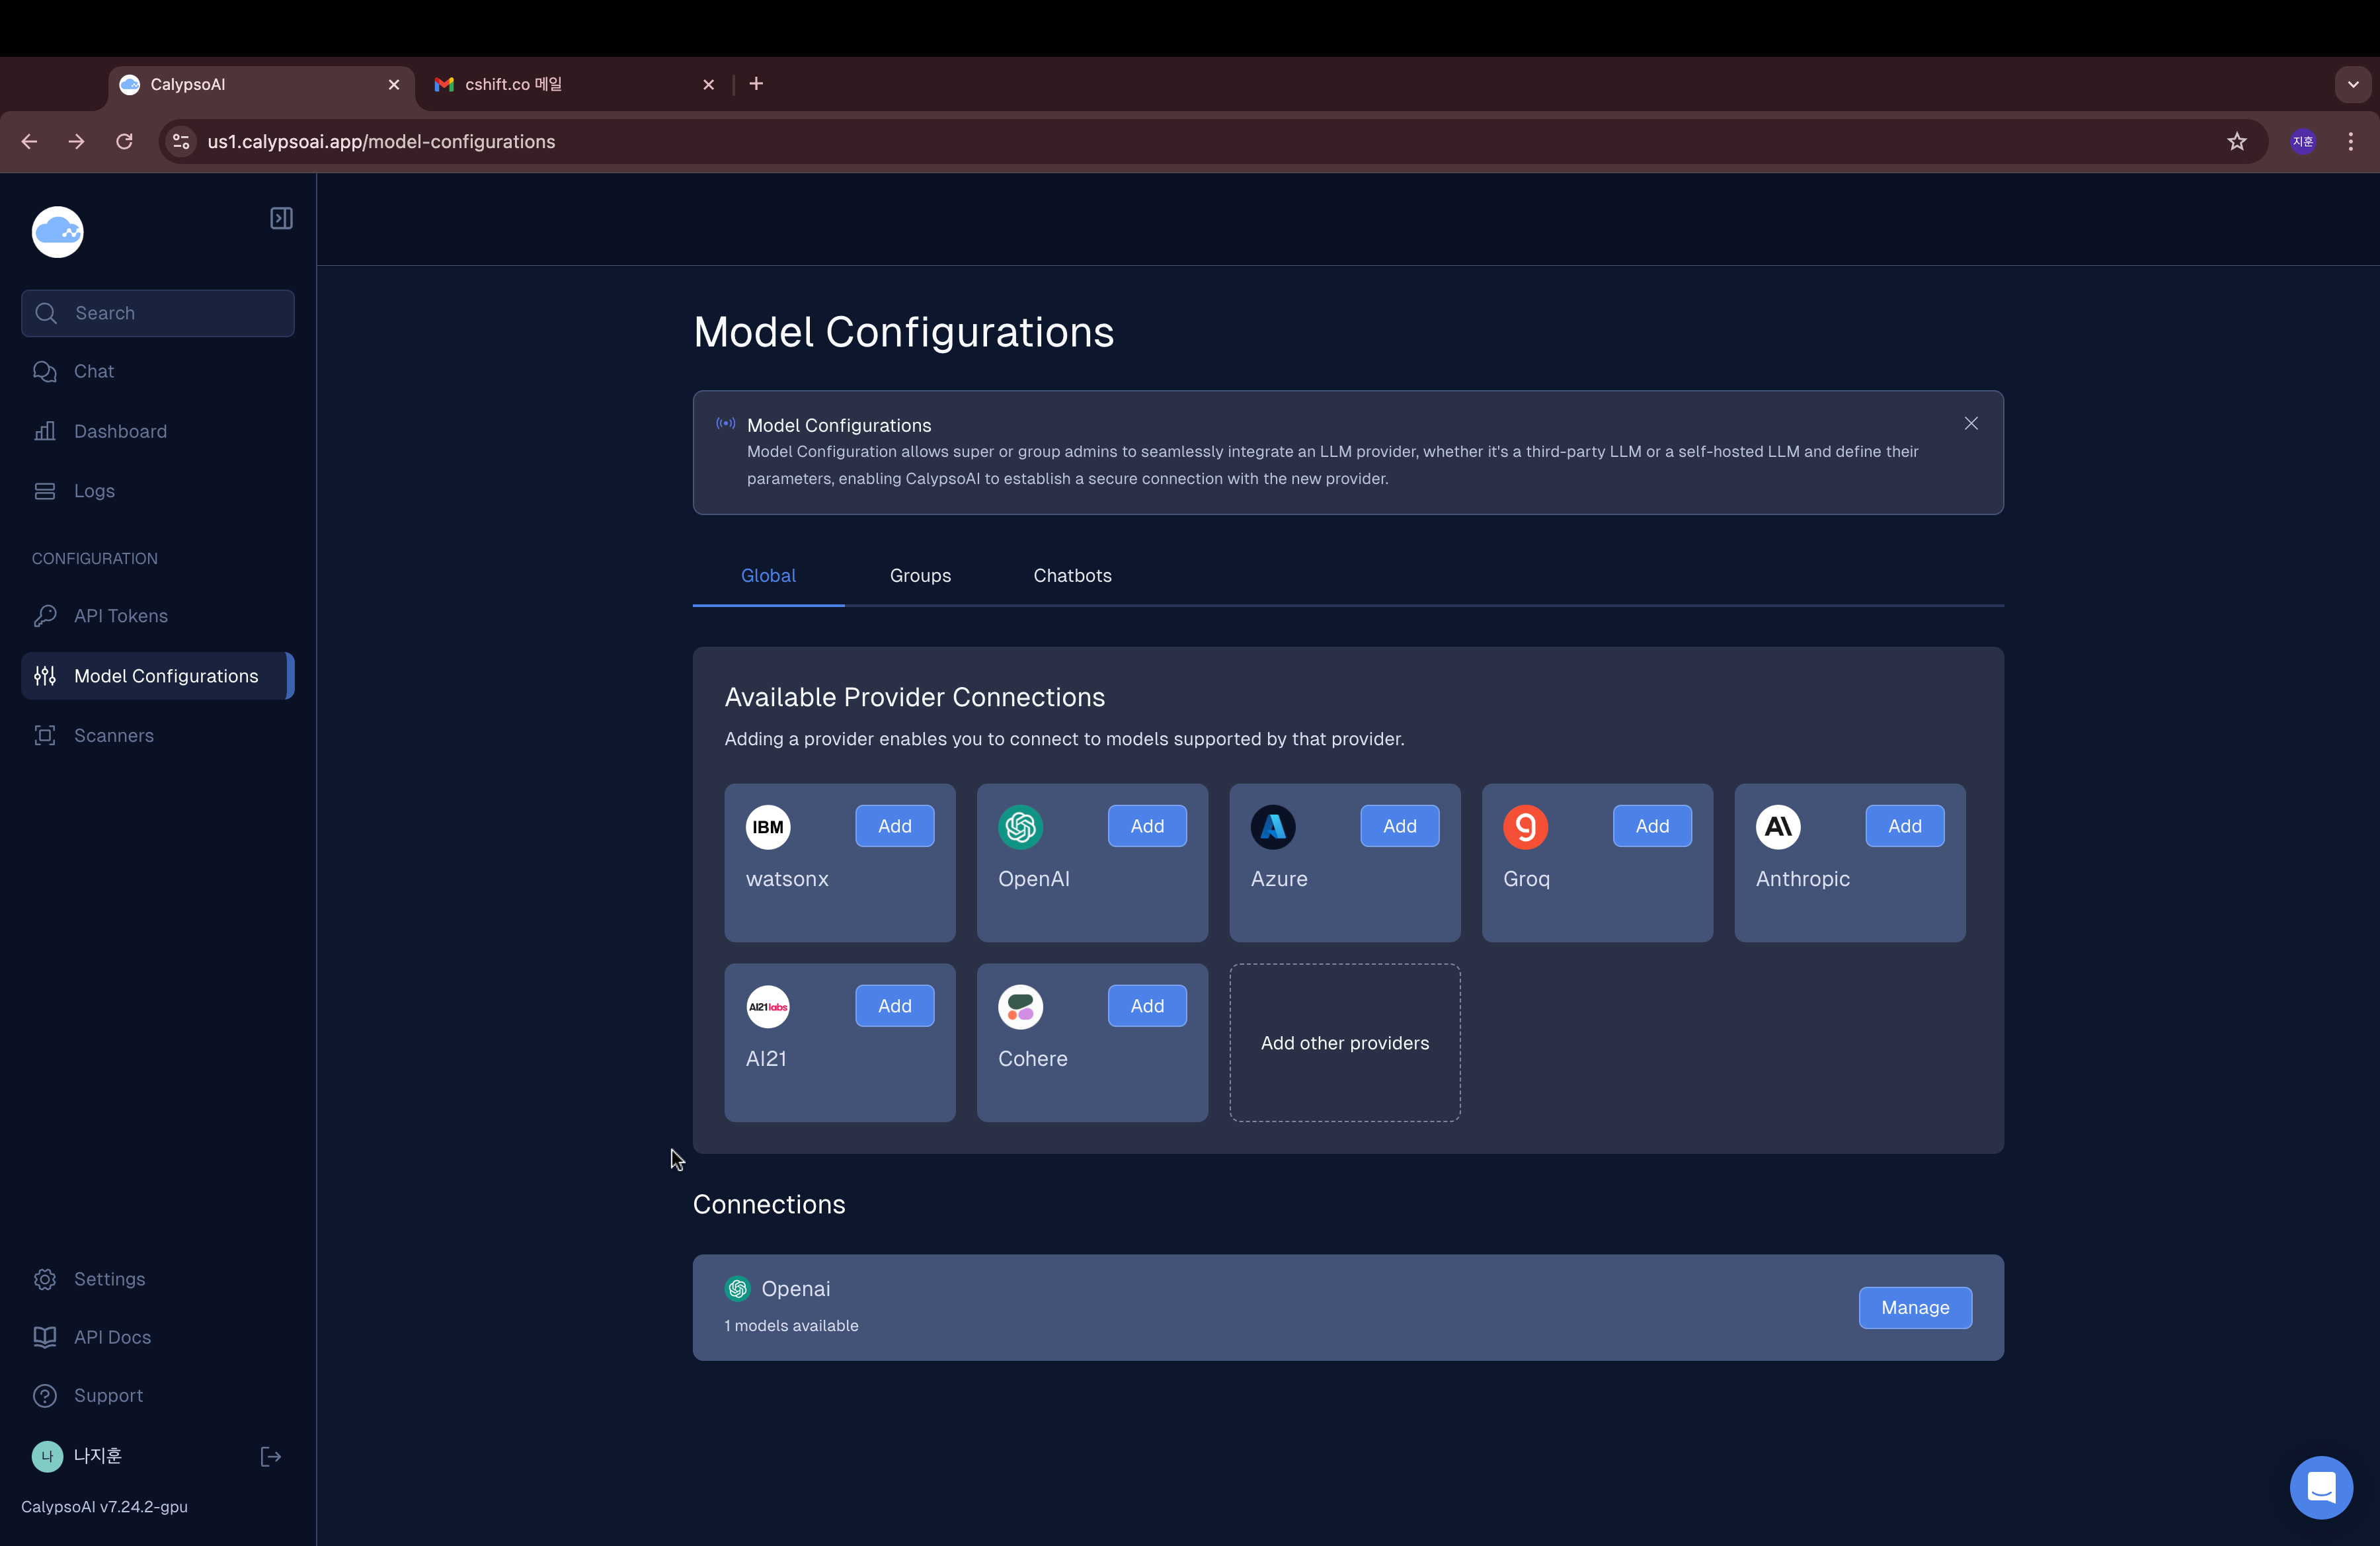 CalypsoAI
cshift.co 메일
us1.calypsoai.app/model-configurations
지훈
Search
Chat
Dashboard
Logs
CONFIGURATION
API Tokens
Model Configurations
Scanners
Settings
API Docs
Support
나
나지훈
CalypsoAI v7.24.2-gpu
Model Configurations
Model Configurations
Model Configuration allows super or group admins to seamlessly integrate an LLM provider, whether it's a third-party LLM or a self-hosted LLM and define their
parameters, enabling CalypsoAI to establish a secure connection with the new provider.
Global Groups Chatbots
Available Provider Connections
Adding a provider enables you to connect to models supported by that provider.
IBM Add
watsonx
Add
OpenAI
Add
Azure
Add
Groq
AI Add
Anthropic
AI21labs Add
AI21
Add
Cohere
Add other providers
Connections
Openai
1 models available
Manage